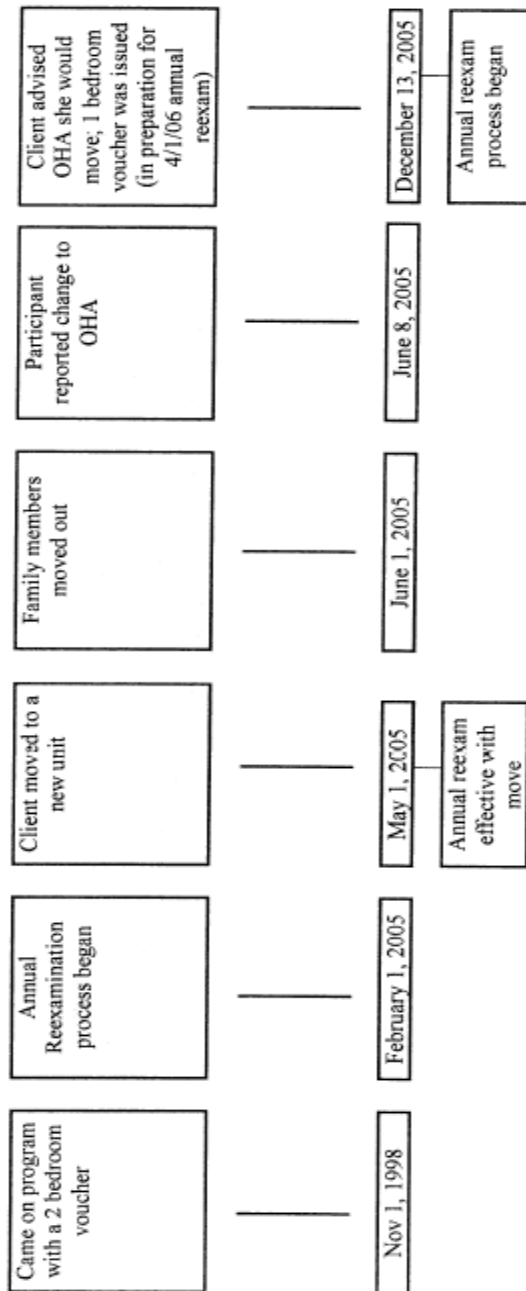 Came on program
with a 2 bedroom
voucher
Nov 1, 1998
Annual
Reexamination
process began
February 1, 2005
Client moved to a
new unit
May 1, 2005
Annual reexam
effective with
move
Family members
moved out
June 1, 2005
Participant
reported change to
OHA
June 8, 2005
Client advised
OHA she would
move; 1 bedroom
voucher was issued
(in preparation for
4/1/06 annual
reexam)
December 13, 2005
Annual reexam
process began